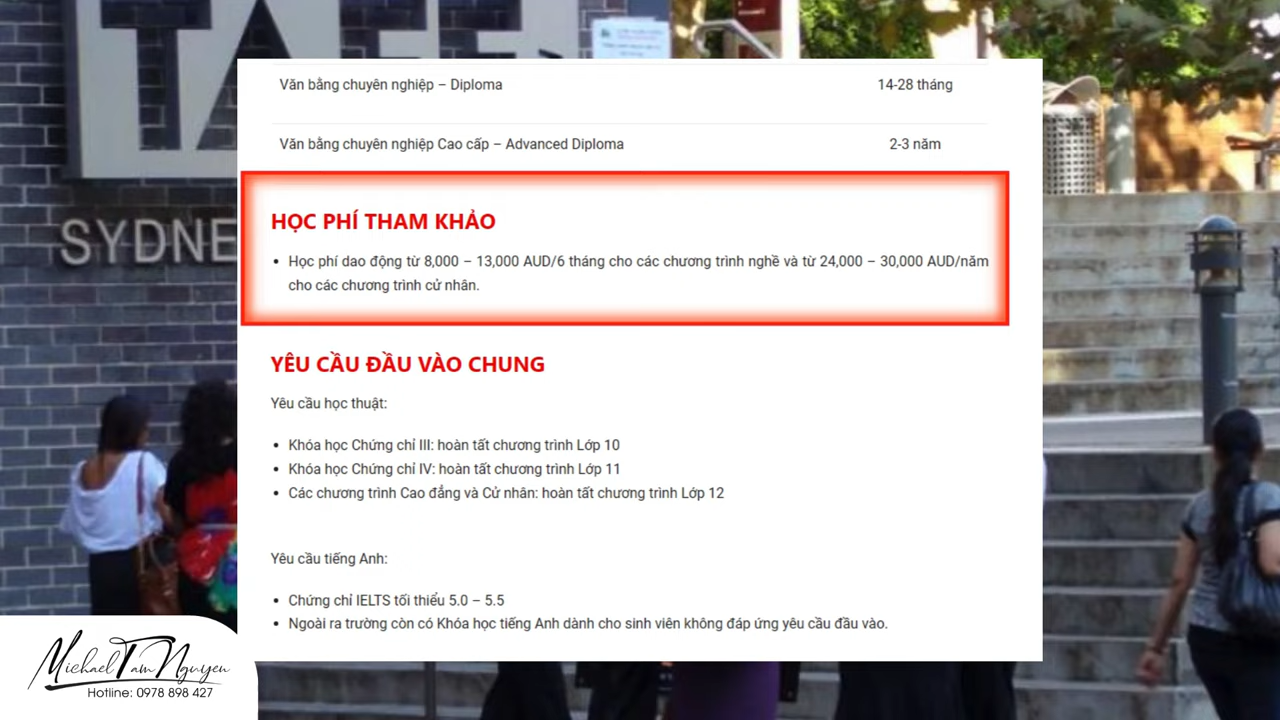 TAFE
SYDNE
Văn bằng chuyên nghiệp – Diploma 14-28 tháng
Văn bằng chuyên nghiệp Cao cấp – Advanced Diploma 2-3 năm
HỌC PHÍ THAM KHẢO
• Học phí dao động từ 8,000 – 13,000 AUD/6 tháng cho các chương trình nghề và từ 24,000 – 30,000 AUD/năm
cho các chương trình cử nhân.
YÊU CẦU ĐẦU VÀO CHUNG
Yêu cầu học thuật:
• Khóa học Chứng chỉ III: hoàn tất chương trình Lớp 10
• Khóa học Chứng chỉ IV: hoàn tất chương trình Lớp 11
• Các chương trình Cao đẳng và Cử nhân: hoàn tất chương trình Lớp 12
Yêu cầu tiếng Anh:
• Chứng chỉ IELTS tối thiểu 5.0 – 5.5
• Ngoài ra trường còn có Khóa học tiếng Anh dành cho sinh viên không đáp ứng yêu cầu đầu vào.
Michael Tam Nguyen
Hotline: 0978 898 427